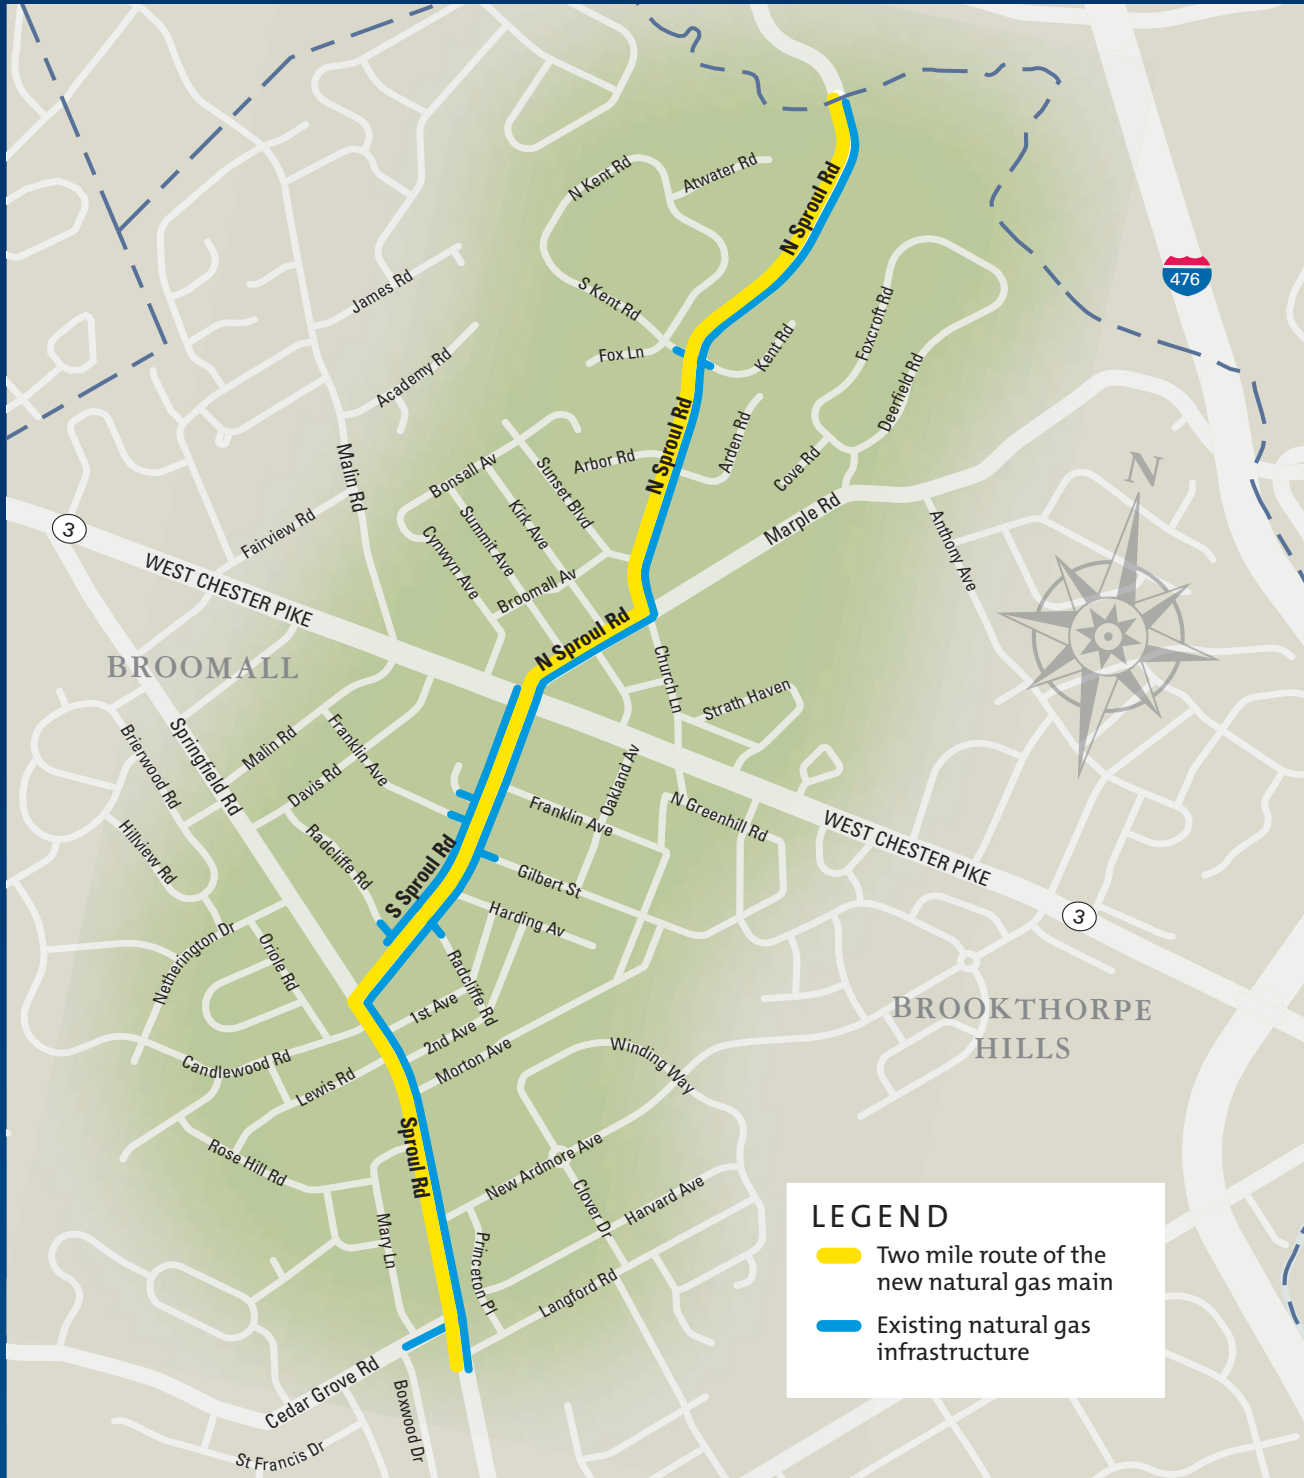 N Kent Rd
Atwater Rd
N Sproul Rd
476
James Rd
S Kent Rd
Foxcroft Rd
Fox Ln
Kent Rd
Academy Rd
Deerfield Rd
N Sproul Rd
Arden Rd
Malin Rd
Arbor Rd
Cove Rd
Bonsall Av
Sunset Blvd
N
3
Fairview Rd
Kirk Ave
Summit Ave
Marple Rd
Anthony Ave
Cynwyn Ave
WEST CHESTER PIKE
Broomall Av
N Sproul Rd
BROOMALL
Church Ln
Strath Haven
Springfield Rd
Malin Rd
Franklin Ave
Brierwood Rd
Davis Rd
Oakland Av
Franklin Ave
N Greenhill Rd
WEST CHESTER PIKE
Hillview Rd
Radcliffe Rd
S Sproul Rd
Gilbert St
3
Harding Av
Netherington Dr
Oriole Rd
Radcliffe Rd
1st Ave
BROOKTHORPE
HILLS
2nd Ave
Candlewood Rd
Morton Ave
Winding Way
Lewis Rd
Sproul Rd
Rose Hill Rd
New Ardmore Ave
Clover Dr
Harvard Ave
Mary Ln
Princeton Pl
Langford Rd
Cedar Grove Rd
Boxwood Dr
St Francis Dr
LEGEND
Two mile route of the
new natural gas main
Existing natural gas
infrastructure